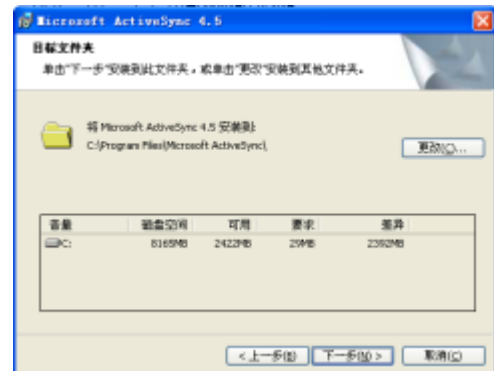 Microsoft ActiveSync 4.5
目标文件夹
单击"下一步"安装到此文件夹，或单击"更改"安装到其他文件夹。
将 Microsoft ActiveSync 4.5 安装到:
C:\Program Files\Microsoft ActiveSync\
更改(C)...
音量 磁盘空间 可用 要求 差异
C: 8165MB 2422MB 29MB 2392MB
< 上一步(B) 下一步(N) > 取消(C)